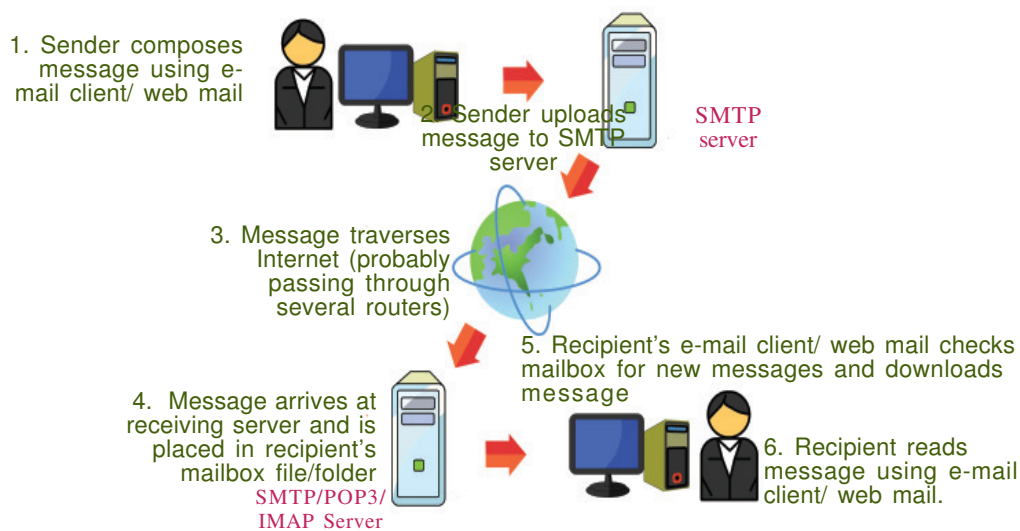 1. Sender composes
message using e-
mail client/ web mail
2. Sender uploads
message to SMTP
server
SMTP
server
3. Message traverses
Internet (probably
passing through
several routers)
4. Message arrives at
receiving server and is
placed in recipient's
mailbox file/folder
SMTP/POP3/
IMAP Server
5. Recipient's e-mail client/ web mail checks
mailbox for new messages and downloads
message
6. Recipient reads
message using e-mail
client/ web mail.